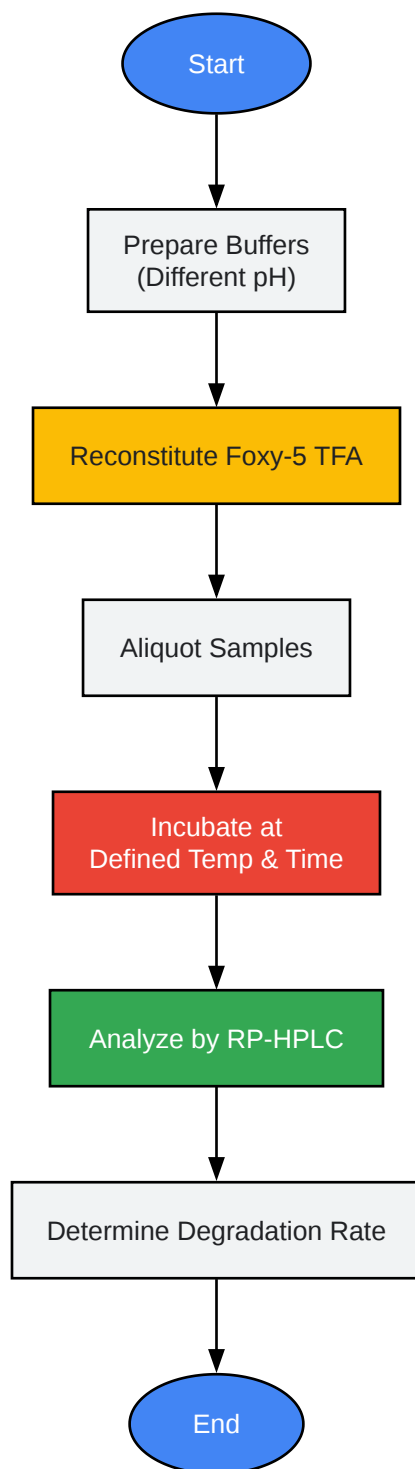 Start
Prepare Buffers
(Different pH)
Reconstitute Foxy-5 TFA
Aliquot Samples
Incubate at
Defined Temp & Time
Analyze by RP-HPLC
Determine Degradation Rate
End